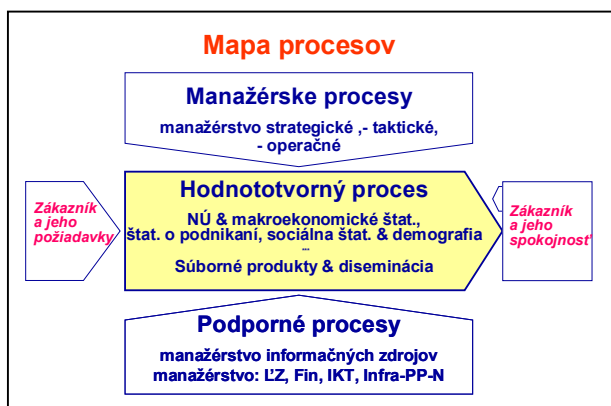 Mapa procesov
Manažérske procesy
manažérstvo strategické ,- taktické,
- operačné
Zákazník
a jeho
požiadavky
Hodnototvorný proces
NÚ & makroekonomické štat.,
štat. o podnikaní, sociálna štat. & demografia
...
Súborné produkty & diseminácia
Zákazník
a jeho
spokojnosť
Podporné procesy
manažérstvo informačných zdrojov
manažérstvo: ĽZ, Fin, IKT, Infra-PP-N